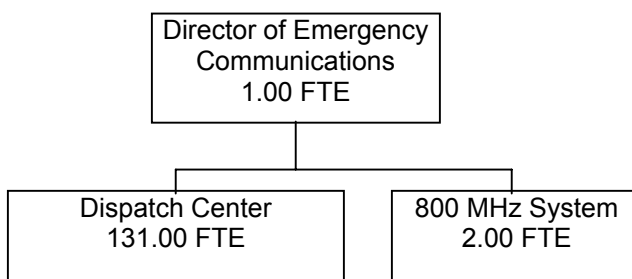 Director of Emergency
Communications
1.00 FTE
Dispatch Center
131.00 FTE
800 MHz System
2.00 FTE